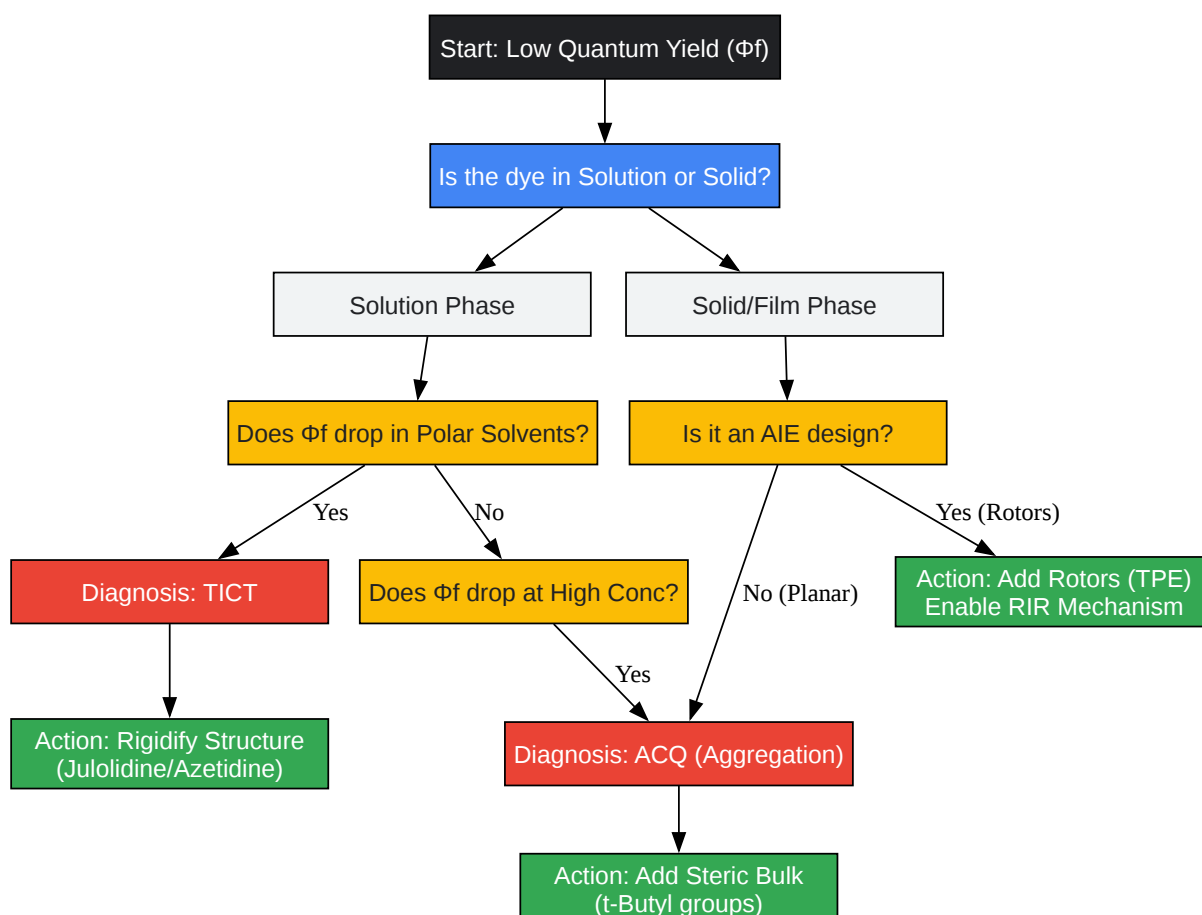 Start: Low Quantum Yield (Φf)
Is the dye in Solution or Solid?
Solution Phase
Solid/Film Phase
Does Φf drop in Polar Solvents?
Is it an AIE design?
Yes
No
Yes (Rotors)
Diagnosis: TICT
Does Φf drop at High Conc?
No (Planar)
Action: Add Rotors (TPE)
Enable RIR Mechanism
Yes
Action: Rigidify Structure
(Julolidine/Azetidine)
Diagnosis: ACQ (Aggregation)
Action: Add Steric Bulk
(t-Butyl groups)